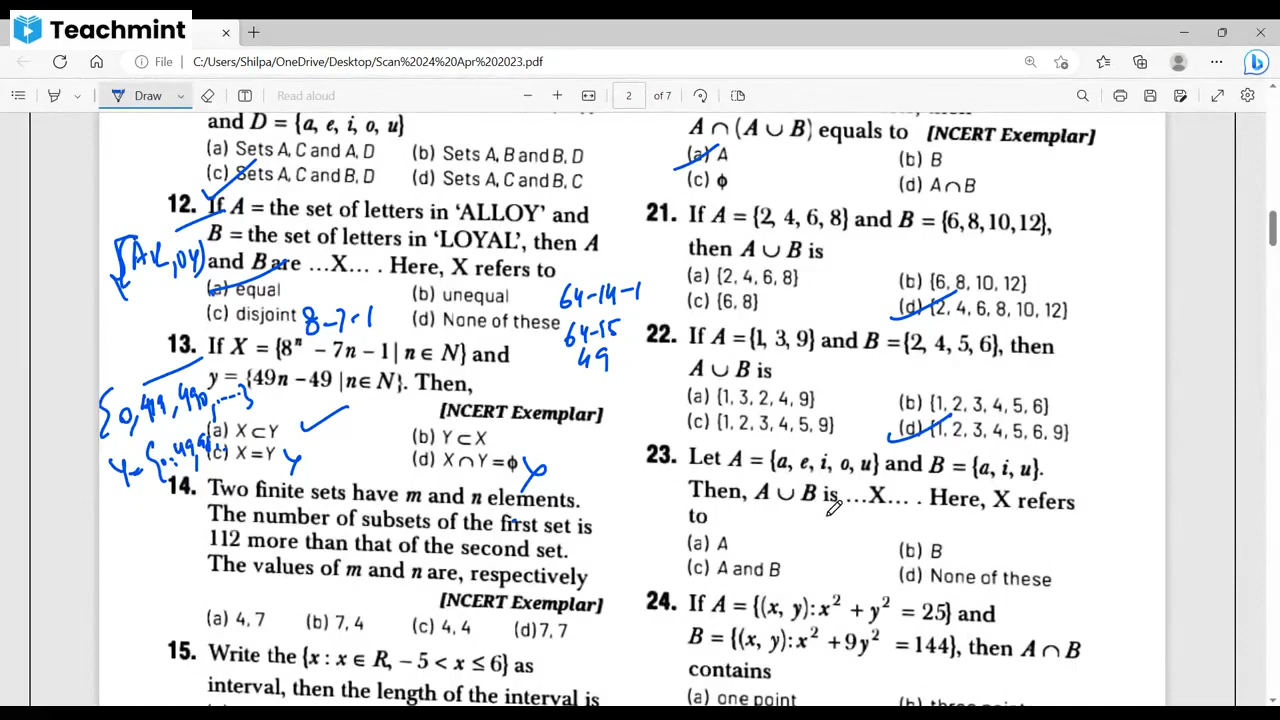 Teachmint
File
C:/Users/Shilpa/OneDrive/Desktop/Scan%2024%20Apr%202023.pdf
Draw
Read aloud
2 of 7
and D = {a, e, i, o, u}
(a) Sets A, C and A, D (b) Sets A, B and B, D
(c) Sets A, C and B, D (d) Sets A, C and B, C
12. If A = the set of letters in 'ALLOY' and
B = the set of letters in 'LOYAL', then A
and B are ...X... . Here, X refers to
(a) equal (b) unequal
(c) disjoint (d) None of these
8-7-1
64-14-1
64-15
49
13. If X = {8ⁿ − 7n − 1 | n ∈ N} and
y = {49n − 49 | n ∈ N}. Then,
[NCERT Exemplar]
(a) X ⊂ Y (b) Y ⊂ X
(c) X = Y (d) X ∩ Y = ϕ
14. Two finite sets have m and n elements.
The number of subsets of the first set is
112 more than that of the second set.
The values of m and n are, respectively
[NCERT Exemplar]
(a) 4, 7 (b) 7, 4 (c) 4, 4 (d) 7, 7
15. Write the {x : x ∈ R, − 5 < x ≤ 6} as
interval, then the length of the interval is
A ∩ (A ∪ B) equals to [NCERT Exemplar]
(a) A (b) B
(c) ϕ (d) A ∩ B
21. If A = {2, 4, 6, 8} and B = {6, 8, 10, 12},
then A ∪ B is
(a) {2, 4, 6, 8} (b) {6, 8, 10, 12}
(c) {6, 8} (d) {2, 4, 6, 8, 10, 12}
22. If A = {1, 3, 9} and B = {2, 4, 5, 6}, then
A ∪ B is
(a) {1, 3, 2, 4, 9} (b) {1, 2, 3, 4, 5, 6}
(c) {1, 2, 3, 4, 5, 9} (d) {1, 2, 3, 4, 5, 6, 9}
23. Let A = {a, e, i, o, u} and B = {a, i, u}.
Then, A ∪ B is ...X... . Here, X refers
to
(a) A (b) B
(c) A and B (d) None of these
24. If A = {(x, y) : x² + y² = 25} and
B = {(x, y) : x² + 9y² = 144}, then A ∩ B
contains
(a) one point (b) three point